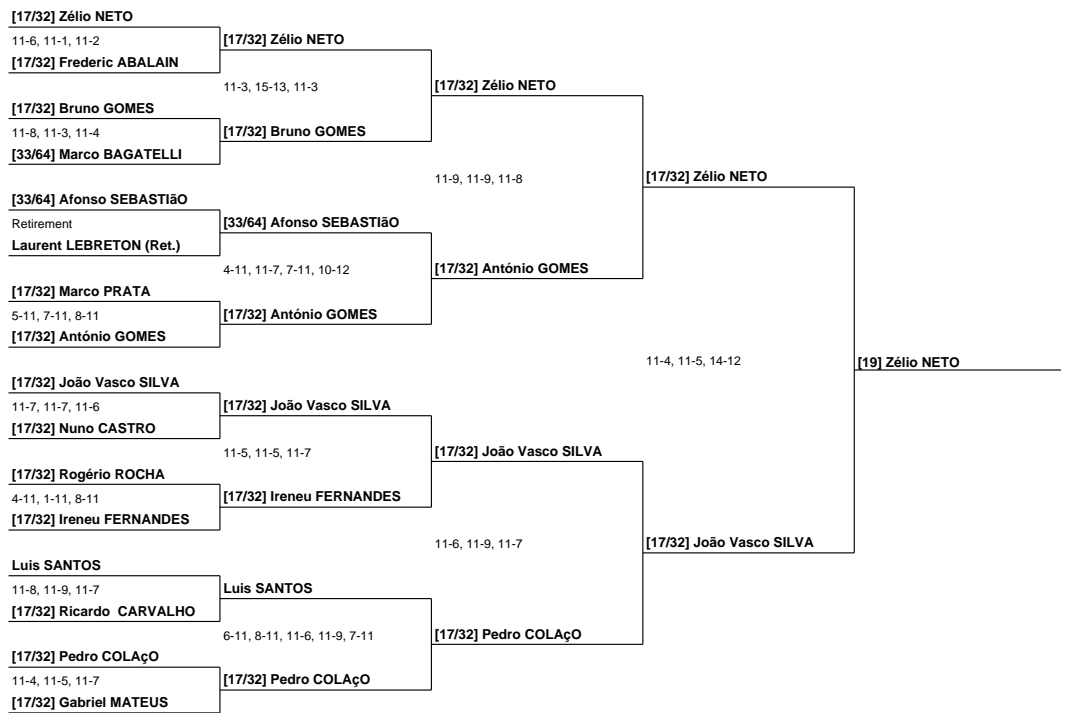 [17/32] Zélio NETO
11-6, 11-1, 11-2
[17/32] Zélio NETO
[17/32] Frederic ABALAIN
11-3, 15-13, 11-3
[17/32] Zélio NETO
[17/32] Bruno GOMES
11-8, 11-3, 11-4
[17/32] Bruno GOMES
[33/64] Marco BAGATELLI
11-9, 11-9, 11-8
[17/32] Zélio NETO
[33/64] Afonso SEBASTIãO
Retirement
[33/64] Afonso SEBASTIãO
Laurent LEBRETON (Ret.)
4-11, 11-7, 7-11, 10-12
[17/32] António GOMES
[17/32] Marco PRATA
5-11, 7-11, 8-11
[17/32] António GOMES
[17/32] António GOMES
11-4, 11-5, 14-12
[19] Zélio NETO
[17/32] João Vasco SILVA
11-7, 11-7, 11-6
[17/32] João Vasco SILVA
[17/32] Nuno CASTRO
11-5, 11-5, 11-7
[17/32] João Vasco SILVA
[17/32] Rogério ROCHA
4-11, 1-11, 8-11
[17/32] Ireneu FERNANDES
[17/32] Ireneu FERNANDES
11-6, 11-9, 11-7
[17/32] João Vasco SILVA
Luis SANTOS
11-8, 11-9, 11-7
Luis SANTOS
[17/32] Ricardo CARVALHO
6-11, 8-11, 11-6, 11-9, 7-11
[17/32] Pedro COLAçO
[17/32] Pedro COLAçO
11-4, 11-5, 11-7
[17/32] Pedro COLAçO
[17/32] Gabriel MATEUS